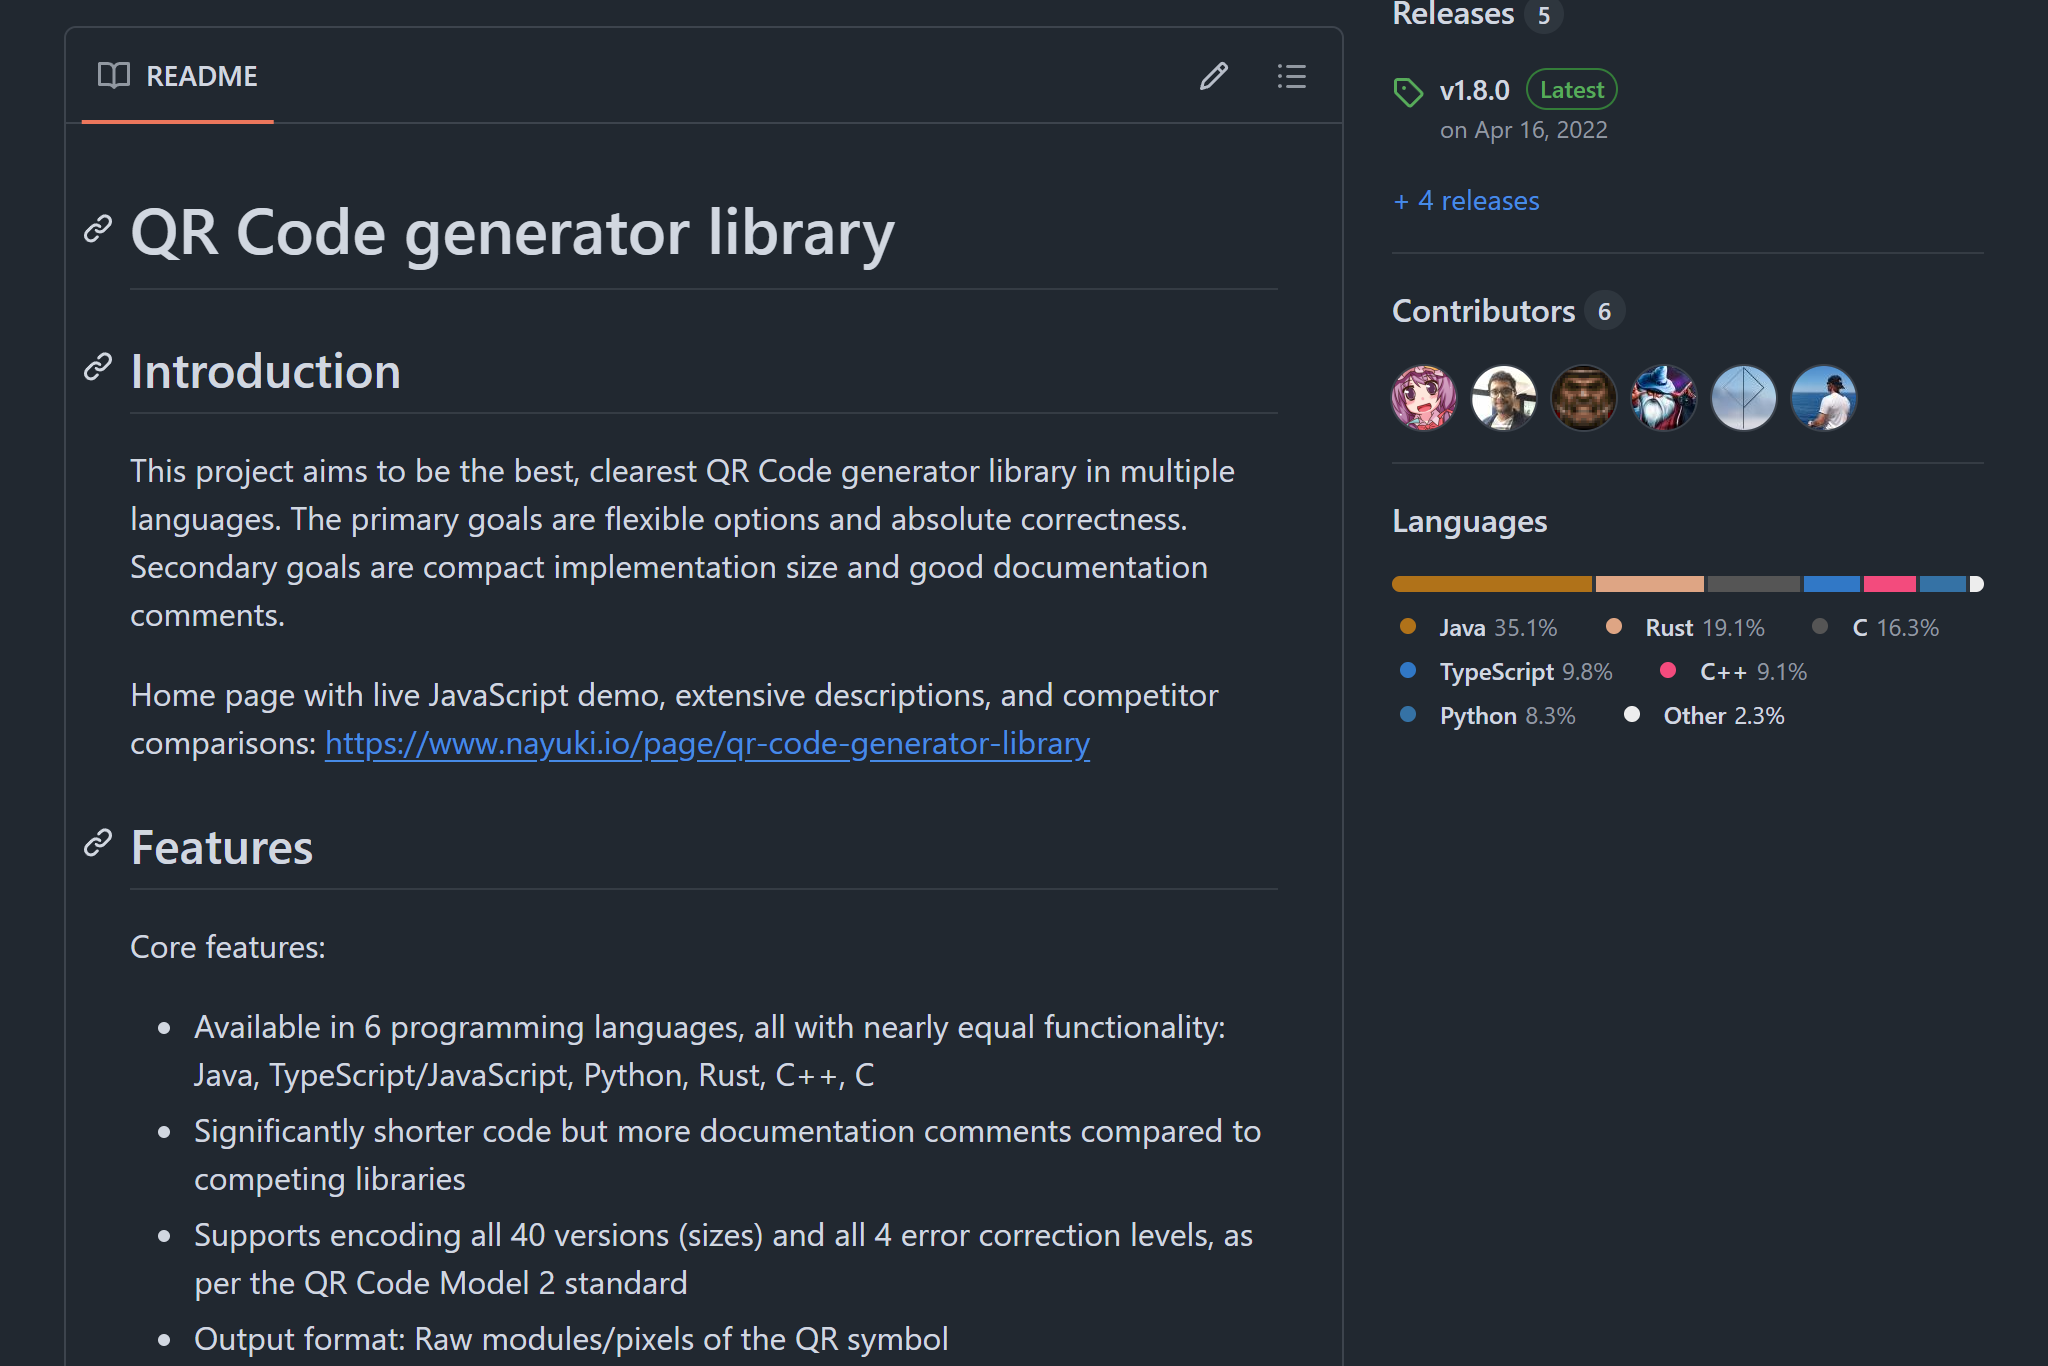 README
QR Code generator library
Introduction
This project aims to be the best, clearest QR Code generator library in multiple
languages. The primary goals are flexible options and absolute correctness.
Secondary goals are compact implementation size and good documentation
comments.
Home page with live JavaScript demo, extensive descriptions, and competitor
comparisons: https://www.nayuki.io/page/qr-code-generator-library
Features
Core features:
• Available in 6 programming languages, all with nearly equal functionality:
Java, TypeScript/JavaScript, Python, Rust, C++, C
• Significantly shorter code but more documentation comments compared to
competing libraries
• Supports encoding all 40 versions (sizes) and all 4 error correction levels, as
per the QR Code Model 2 standard
• Output format: Raw modules/pixels of the QR symbol
Releases 5
v1.8.0 Latest
on Apr 16, 2022
+ 4 releases
Contributors 6
Languages
Java 35.1% Rust 19.1% C 16.3%
TypeScript 9.8% C++ 9.1%
Python 8.3% Other 2.3%